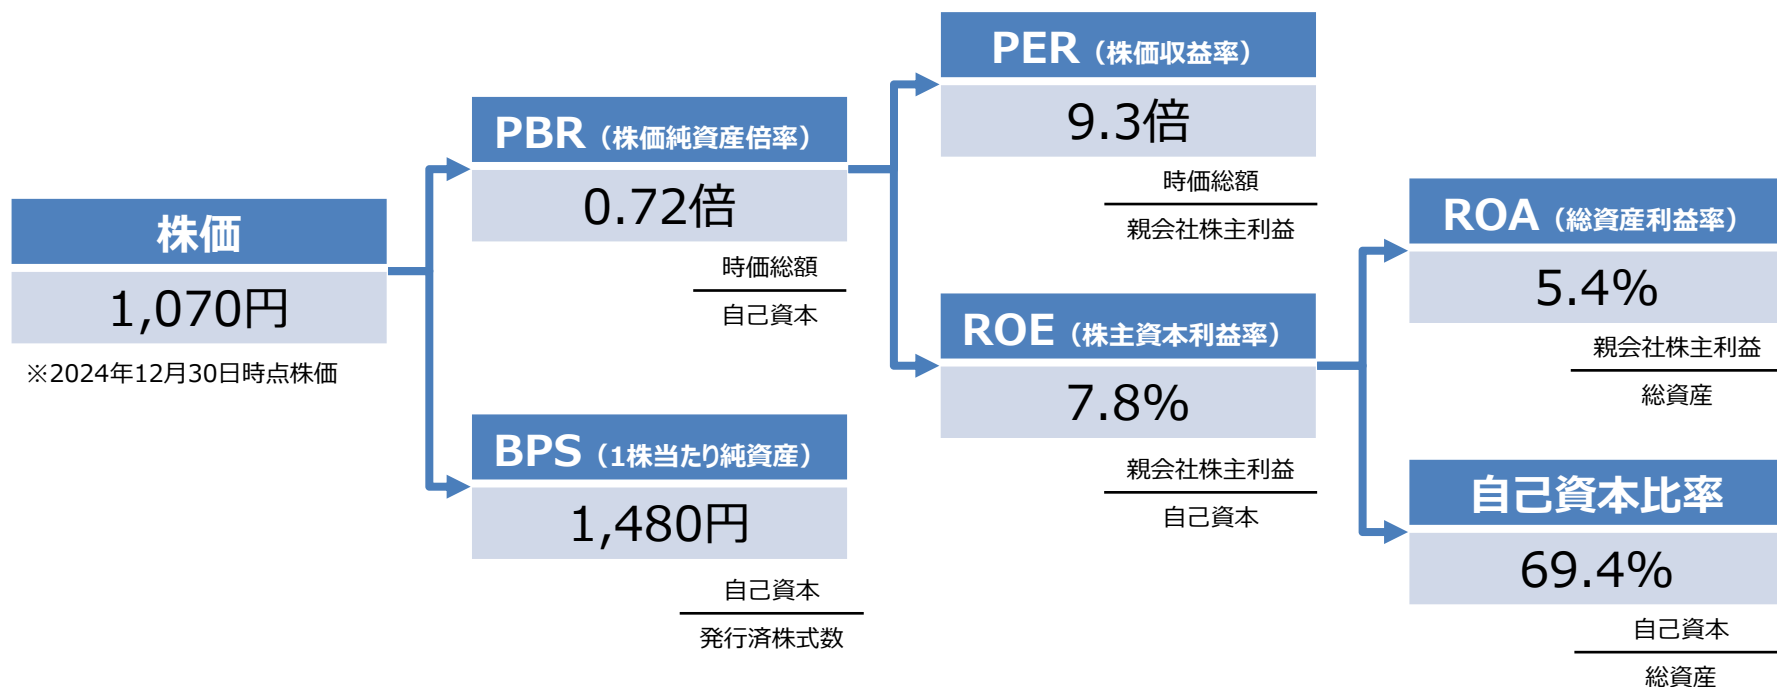 株価
1,070円
※2024年12月30日時点株価
PBR（株価純資産倍率）
0.72倍
時価総額
自己資本
BPS（1株当たり純資産）
1,480円
自己資本
発行済株式数
PER（株価収益率）
9.3倍
時価総額
親会社株主利益
ROE（株主資本利益率）
7.8%
親会社株主利益
自己資本
ROA（総資産利益率）
5.4%
親会社株主利益
総資産
自己資本比率
69.4%
自己資本
総資産